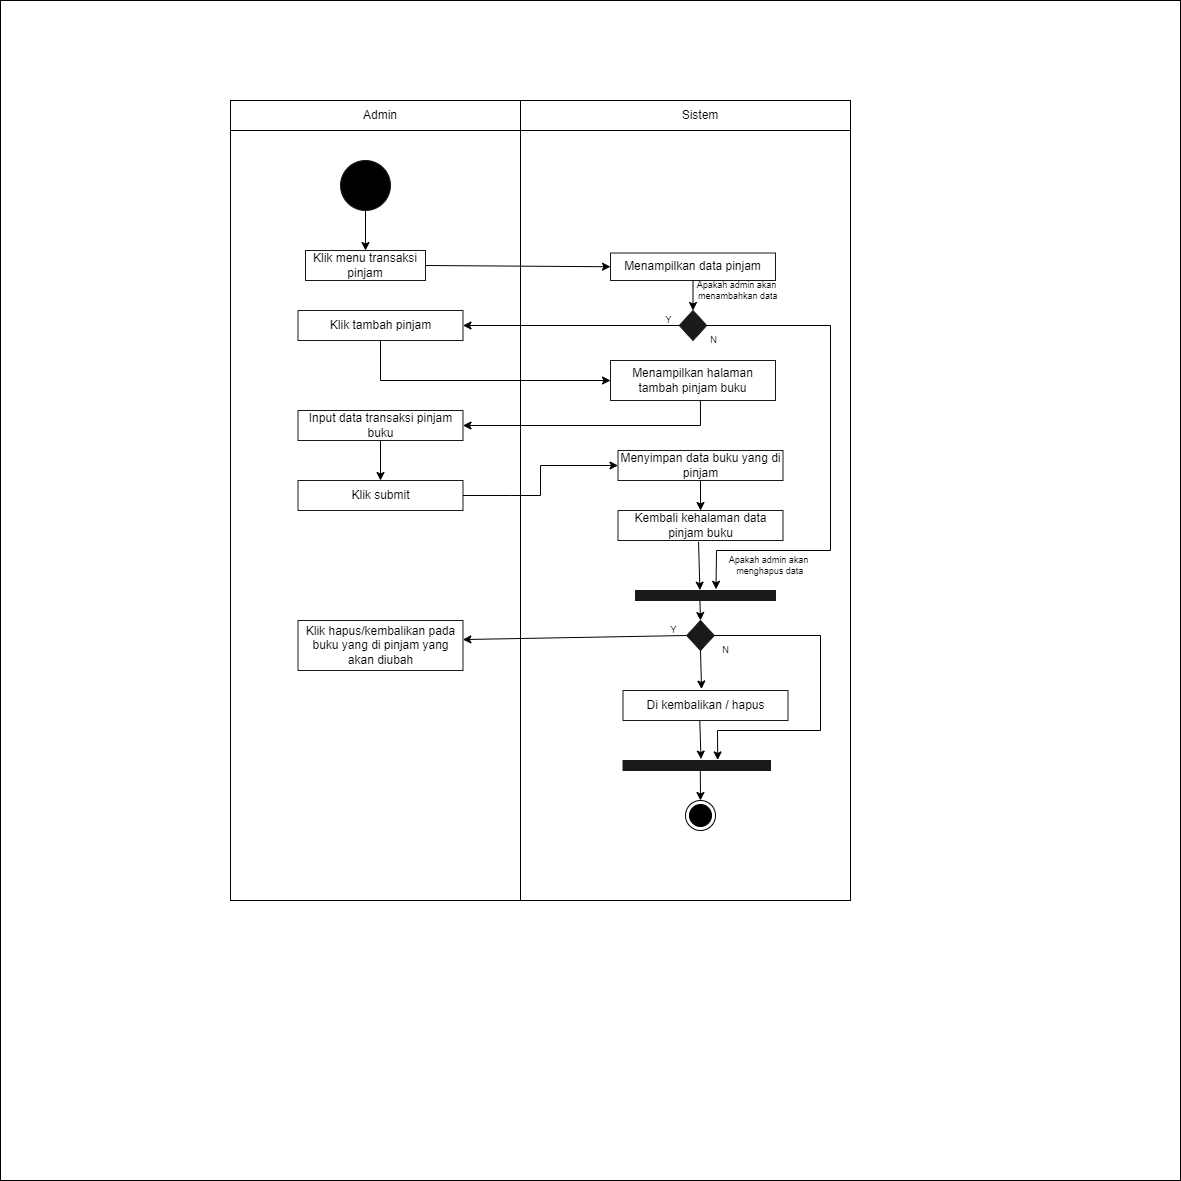 Admin
Sistem
Klik menu transaksi
pinjam
Menampilkan data pinjam
Apakah admin akan
menambahkan data
Klik tambah pinjam
Y
N
Menampilkan halaman
tambah pinjam buku
Input data transaksi pinjam
buku
Menyimpan data buku yang di
pinjam
Klik submit
Kembali kehalaman data
pinjam buku
Apakah admin akan
menghapus data
Klik hapus/kembalikan pada
buku yang di pinjam yang
akan diubah
Y
N
Di kembalikan / hapus